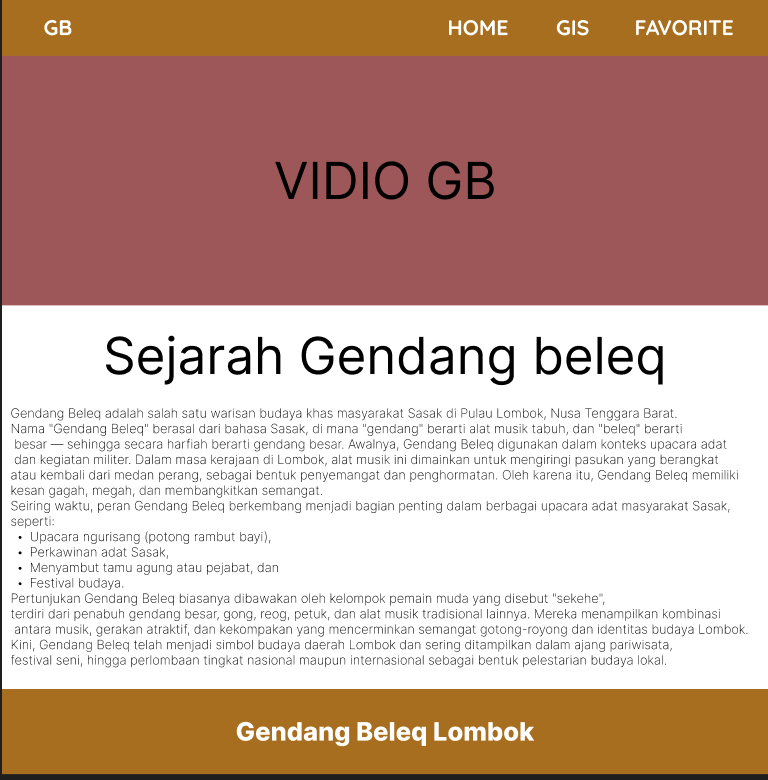 GB HOME GIS FAVORITE
VIDIO GB
Sejarah Gendang beleq
Gendang Beleq adalah salah satu warisan budaya khas masyarakat Sasak di Pulau Lombok, Nusa Tenggara Barat.
Nama "Gendang Beleq" berasal dari bahasa Sasak, di mana "gendang" berarti alat musik tabuh, dan "beleq" berarti
besar — sehingga secara harfiah berarti gendang besar. Awalnya, Gendang Beleq digunakan dalam konteks upacara adat
dan kegiatan militer. Dalam masa kerajaan di Lombok, alat musik ini dimainkan untuk mengiringi pasukan yang berangkat
atau kembali dari medan perang, sebagai bentuk penyemangat dan penghormatan. Oleh karena itu, Gendang Beleq memiliki
kesan gagah, megah, dan membangkitkan semangat.
Seiring waktu, peran Gendang Beleq berkembang menjadi bagian penting dalam berbagai upacara adat masyarakat Sasak,
seperti:
• Upacara ngurisang (potong rambut bayi),
• Perkawinan adat Sasak,
• Menyambut tamu agung atau pejabat, dan
• Festival budaya.
Pertunjukan Gendang Beleq biasanya dibawakan oleh kelompok pemain muda yang disebut "sekehe",
terdiri dari penabuh gendang besar, gong, reog, petuk, dan alat musik tradisional lainnya. Mereka menampilkan kombinasi
antara musik, gerakan atraktif, dan kekompakan yang mencerminkan semangat gotong-royong dan identitas budaya Lombok.
Kini, Gendang Beleq telah menjadi simbol budaya daerah Lombok dan sering ditampilkan dalam ajang pariwisata,
festival seni, hingga perlombaan tingkat nasional maupun internasional sebagai bentuk pelestarian budaya lokal.
Gendang Beleq Lombok